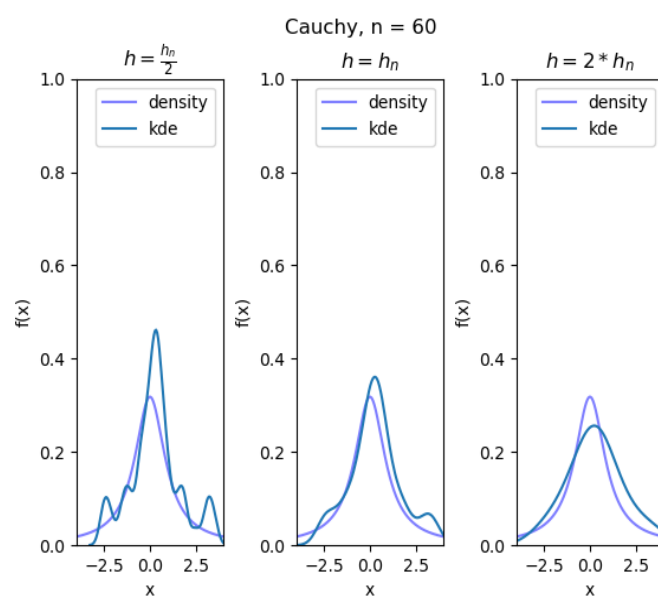 Cauchy, n = 60
h = hₙ/2
1.0
0.8
0.6
0.4
0.2
0.0
f(x)
−2.5 0.0 2.5
x
density
kde
h = hₙ
1.0
0.8
0.6
0.4
0.2
0.0
f(x)
−2.5 0.0 2.5
x
density
kde
h = 2 * hₙ
1.0
0.8
0.6
0.4
0.2
0.0
f(x)
−2.5 0.0 2.5
x
density
kde